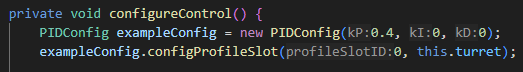 private void configureControl() {
PIDConfig exampleConfig = new PIDConfig(kP:0.4, kI:0, kD:0);
exampleConfig.configProfileSlot(profileSlotID:0, this.turret);